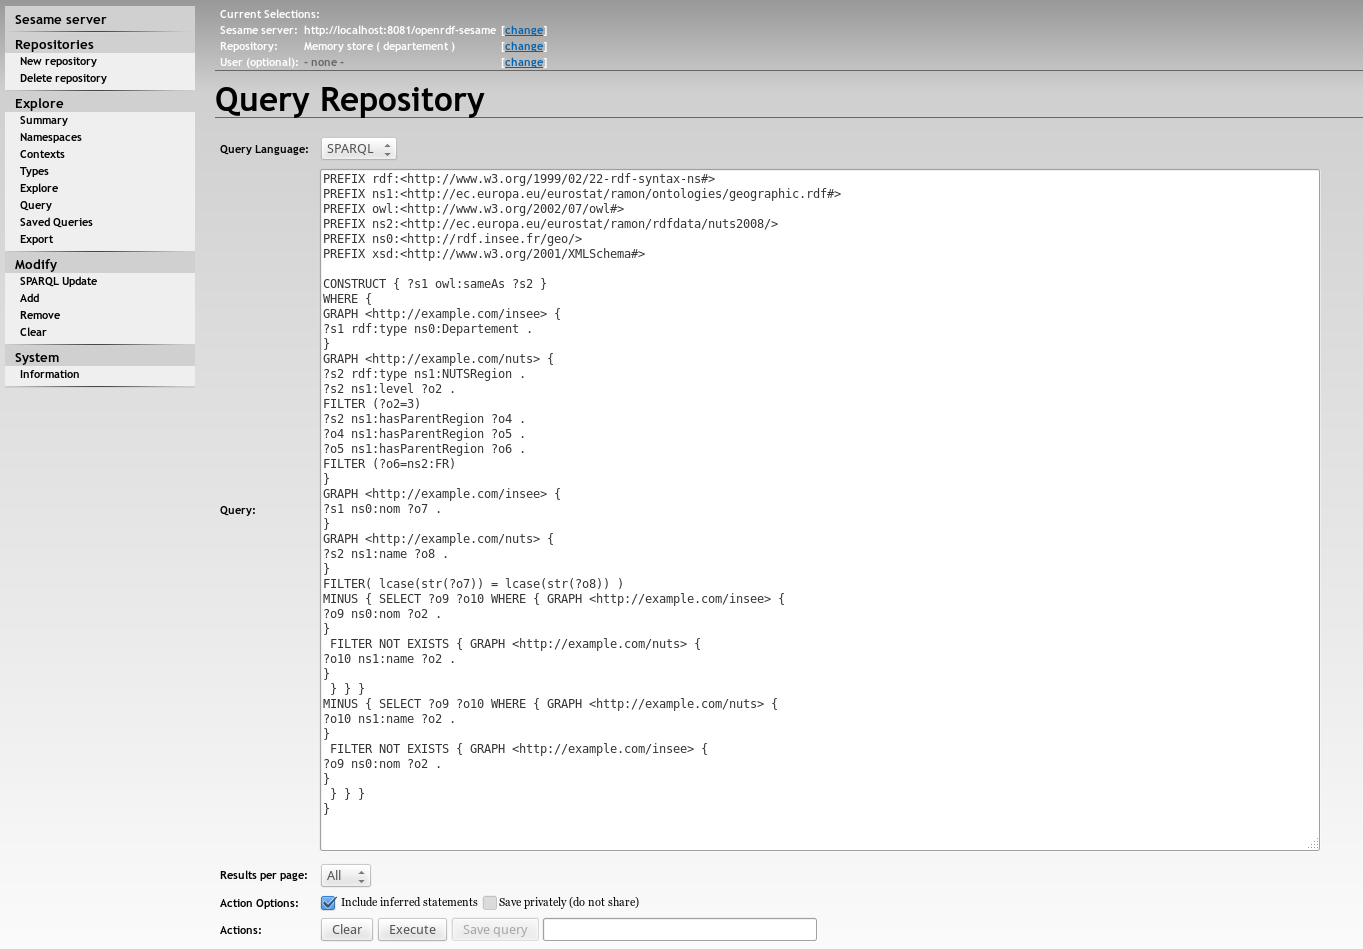 Sesame server
Repositories
New repository
Delete repository
Explore
Summary
Namespaces
Contexts
Types
Explore
Query
Saved Queries
Export
Modify
SPARQL Update
Add
Remove
Clear
System
Information
Current Selections:
Sesame server: http://localhost:8081/openrdf-sesame [change]
Repository: Memory store ( departement ) [change]
User (optional): - none - [change]
Query Repository
Query Language: SPARQL
Query:
PREFIX rdf:<http://www.w3.org/1999/02/22-rdf-syntax-ns#>
PREFIX ns1:<http://ec.europa.eu/eurostat/ramon/ontologies/geographic.rdf#>
PREFIX owl:<http://www.w3.org/2002/07/owl#>
PREFIX ns2:<http://ec.europa.eu/eurostat/ramon/rdfdata/nuts2008/>
PREFIX ns0:<http://rdf.insee.fr/geo/>
PREFIX xsd:<http://www.w3.org/2001/XMLSchema#>
CONSTRUCT { ?s1 owl:sameAs ?s2 }
WHERE {
GRAPH <http://example.com/insee> {
?s1 rdf:type ns0:Departement .
}
GRAPH <http://example.com/nuts> {
?s2 rdf:type ns1:NUTSRegion .
?s2 ns1:level ?o2 .
FILTER (?o2=3)
?s2 ns1:hasParentRegion ?o4 .
?o4 ns1:hasParentRegion ?o5 .
?o5 ns1:hasParentRegion ?o6 .
FILTER (?o6=ns2:FR)
}
GRAPH <http://example.com/insee> {
?s1 ns0:nom ?o7 .
}
GRAPH <http://example.com/nuts> {
?s2 ns1:name ?o8 .
}
FILTER( lcase(str(?o7)) = lcase(str(?o8)) )
MINUS { SELECT ?o9 ?o10 WHERE { GRAPH <http://example.com/insee> {
?o9 ns0:nom ?o2 .
}
FILTER NOT EXISTS { GRAPH <http://example.com/nuts> {
?o10 ns1:name ?o2 .
}
} } }
MINUS { SELECT ?o9 ?o10 WHERE { GRAPH <http://example.com/nuts> {
?o10 ns1:name ?o2 .
}
FILTER NOT EXISTS { GRAPH <http://example.com/insee> {
?o9 ns0:nom ?o2 .
}
} } }
}
Results per page: All
Action Options: Include inferred statements Save privately (do not share)
Actions: Clear Execute Save query